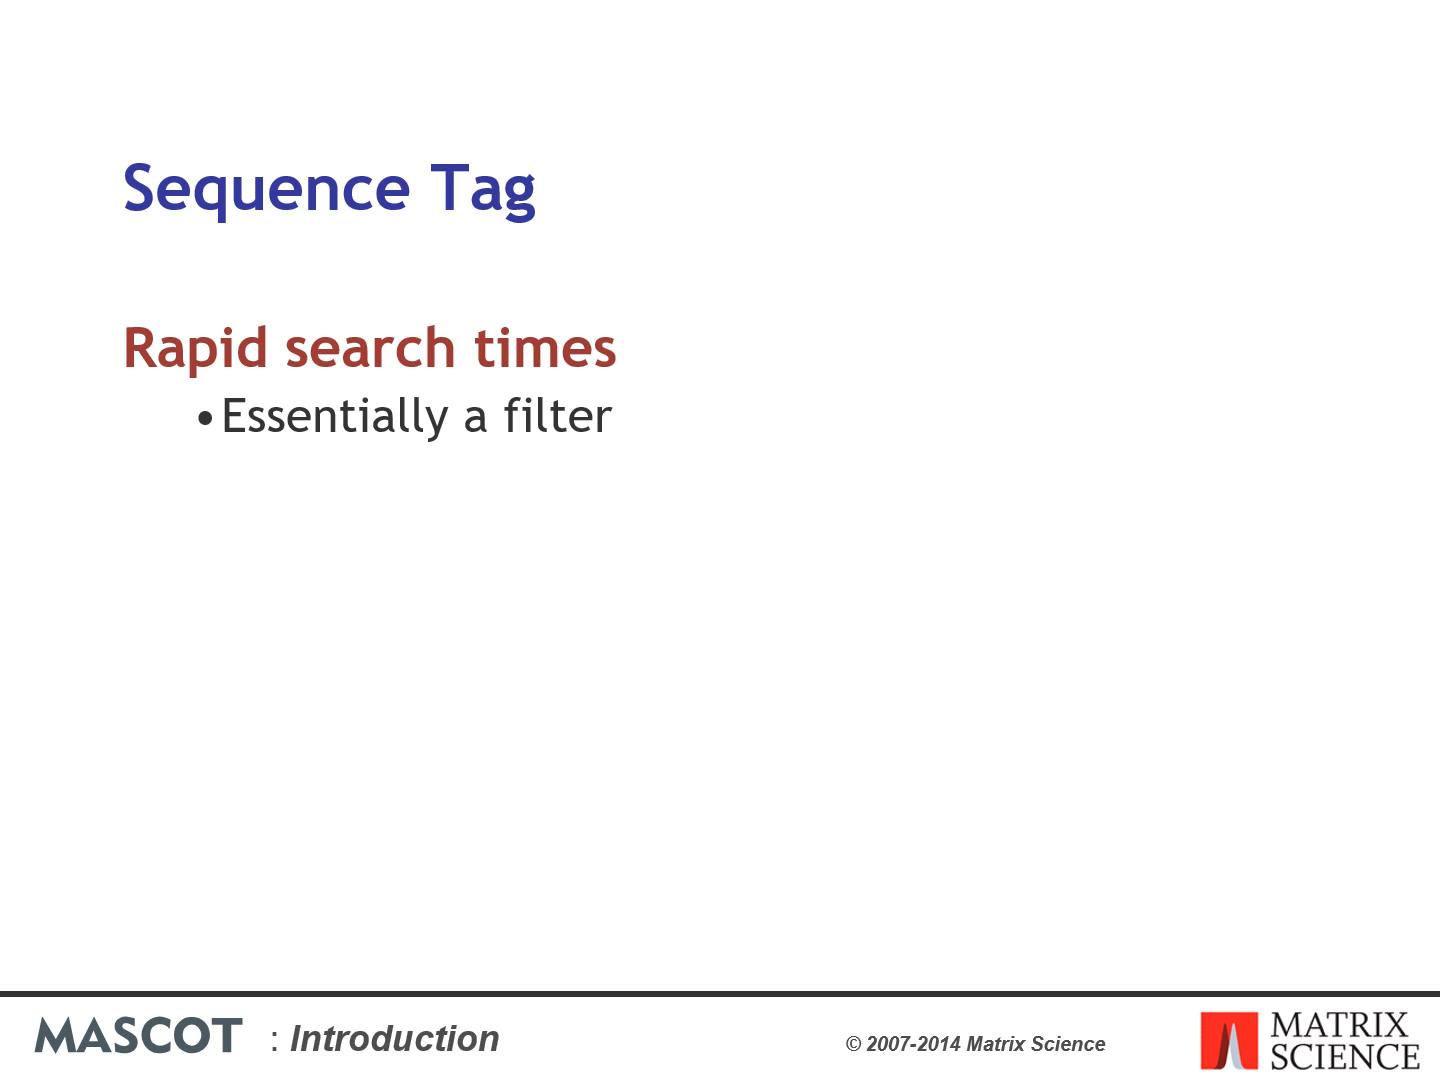 Sequence Tag
Rapid search times
•Essentially a filter
MASCOT : Introduction
© 2007-2014 Matrix Science
MATRIX
SCIENCE